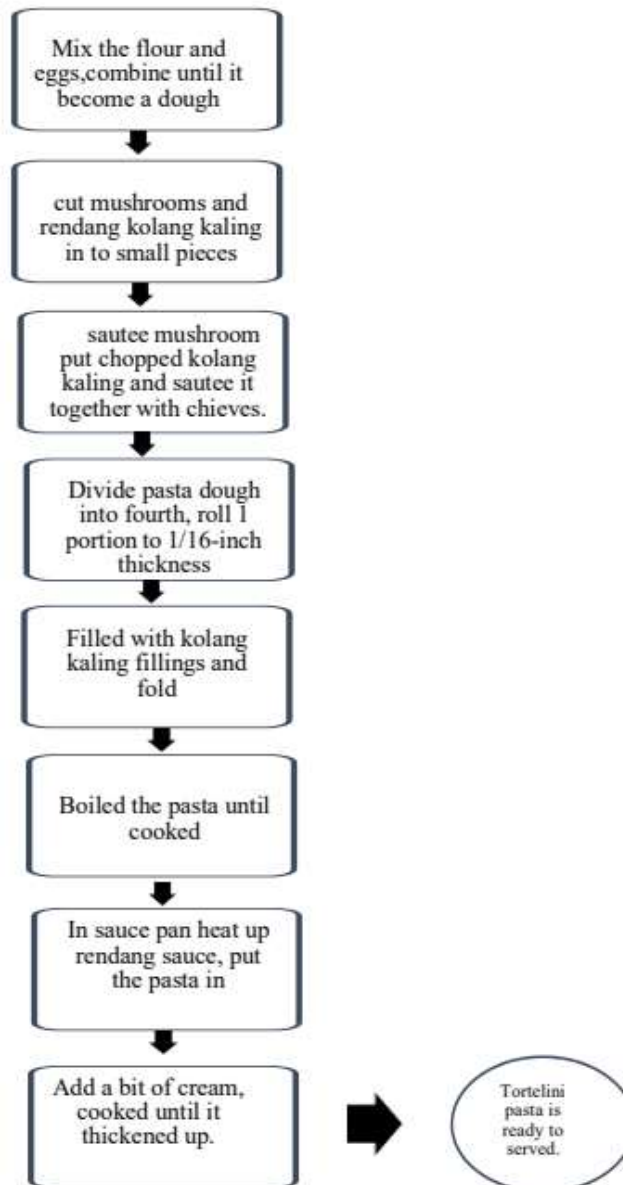 Mix the flour and
eggs,combine until it
become a dough
cut mushrooms and
rendang kolang kaling
in to small pieces
sautee mushroom
put chopped kolang
kaling and sautee it
together with chieves.
Divide pasta dough
into fourth, roll 1
portion to 1/16-inch
thickness
Filled with kolang
kaling fillings and
fold
Boiled the pasta until
cooked
In sauce pan heat up
rendang sauce, put
the pasta in
Add a bit of cream,
cooked until it
thickened up.
Tortelini
pasta is
ready to
served.